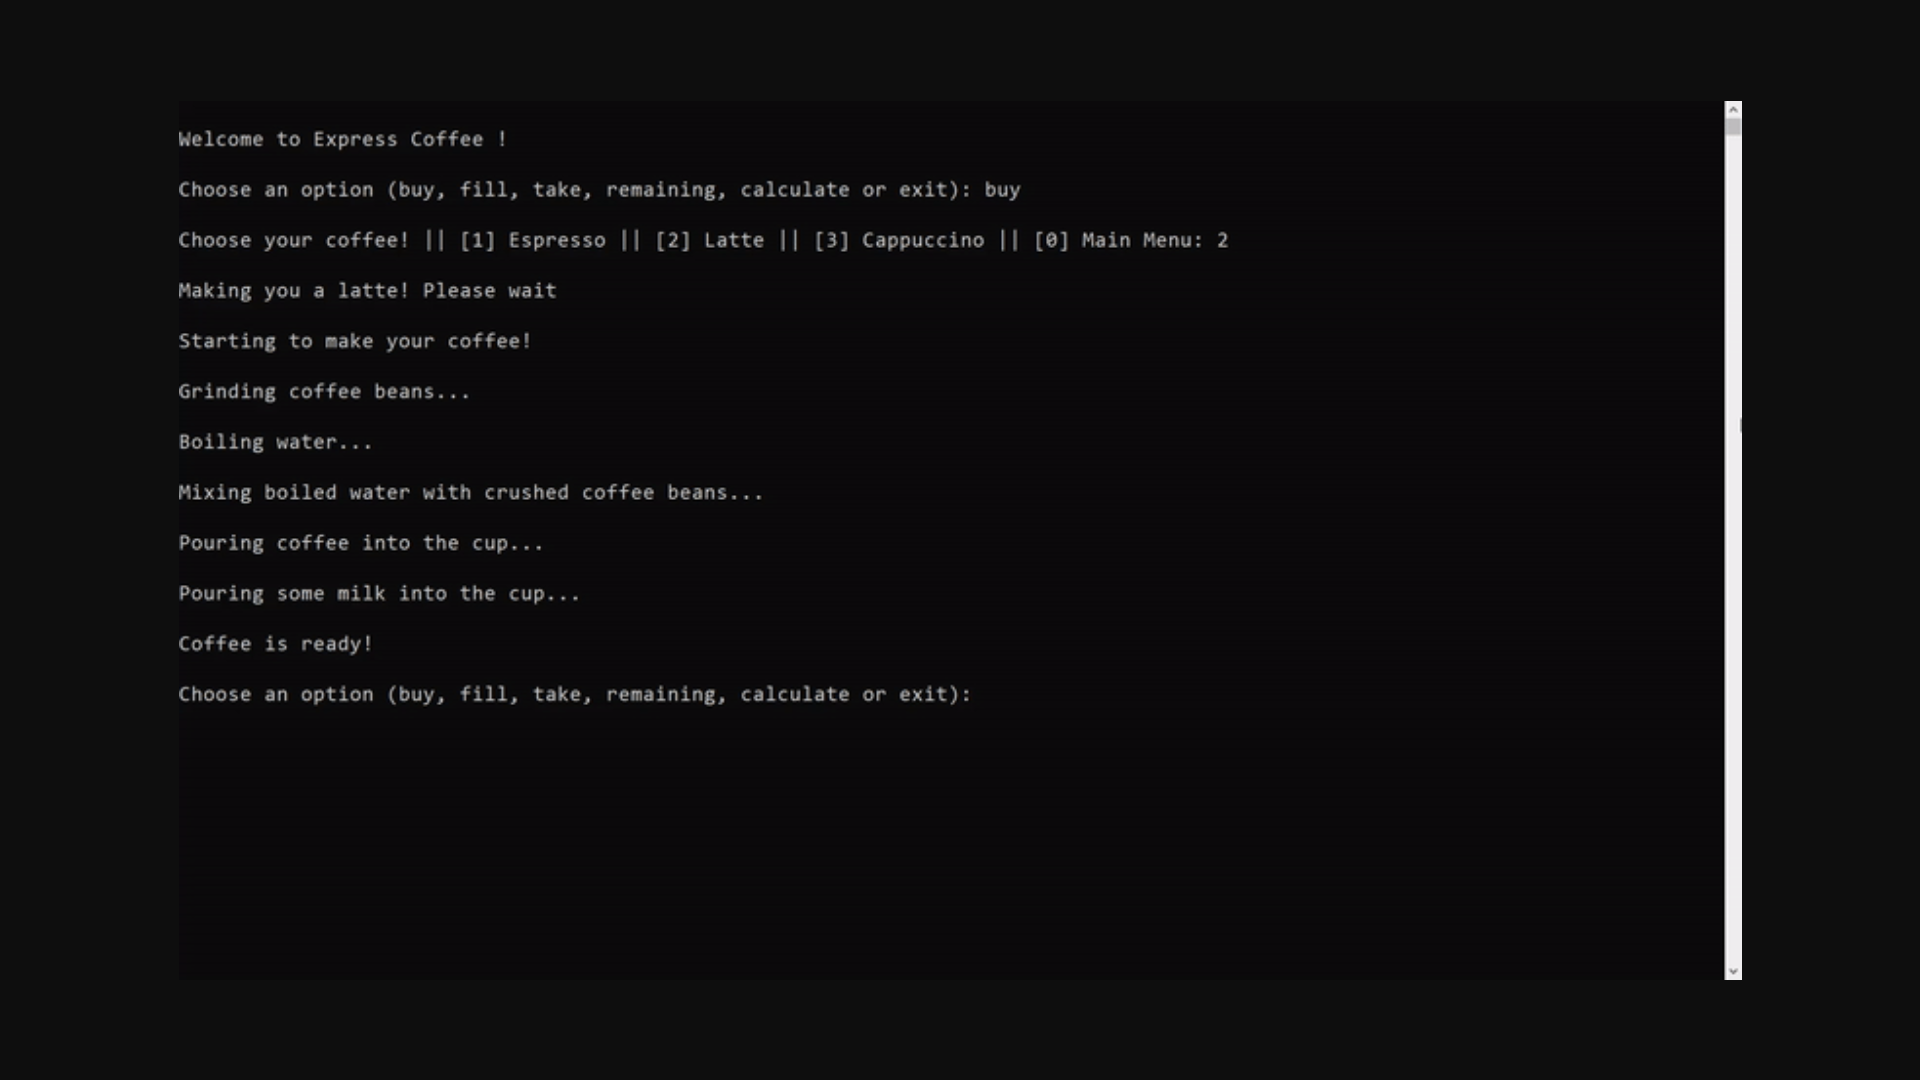 Welcome to Express Coffee !
Choose an option (buy, fill, take, remaining, calculate or exit): buy
Choose your coffee! || [1] Espresso || [2] Latte || [3] Cappuccino || [0] Main Menu: 2
Making you a latte! Please wait
Starting to make your coffee!
Grinding coffee beans...
Boiling water...
Mixing boiled water with crushed coffee beans...
Pouring coffee into the cup...
Pouring some milk into the cup...
Coffee is ready!
Choose an option (buy, fill, take, remaining, calculate or exit):